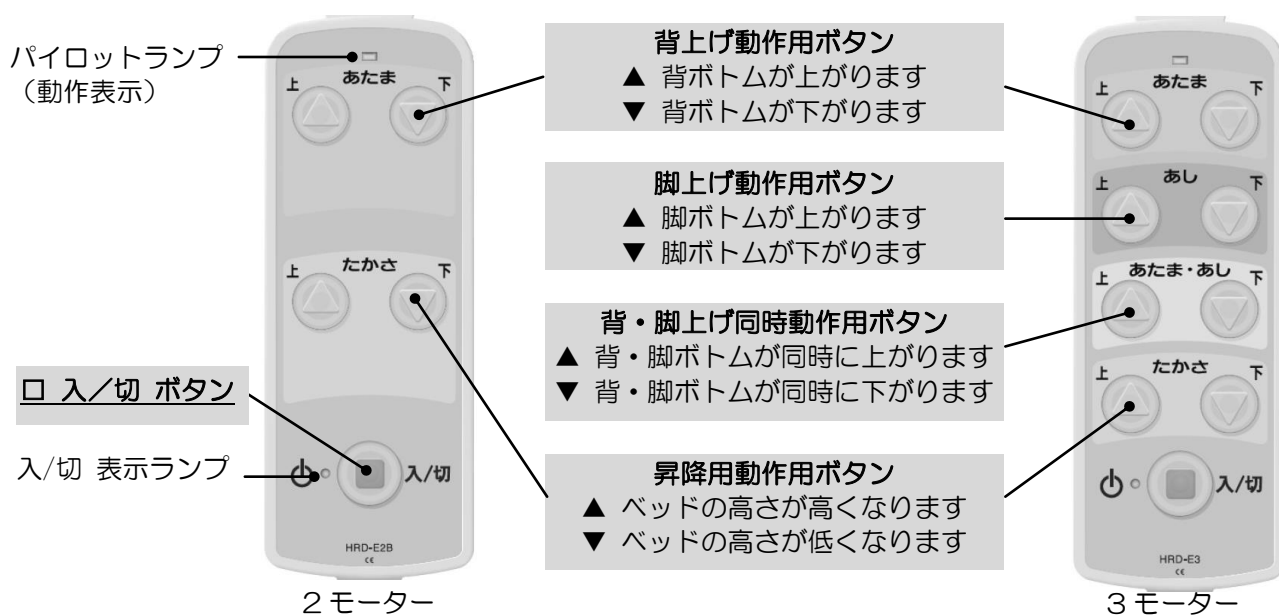 パイロットランプ
（動作表示）
上 あたま 下
上 たかさ 下
□ 入／切 ボタン
入/切 表示ランプ
入/切
HRD-E2B
CE
2モーター
背上げ動作用ボタン
▲ 背ボトムが上がります
▼ 背ボトムが下がります
脚上げ動作用ボタン
▲ 脚ボトムが上がります
▼ 脚ボトムが下がります
背・脚上げ同時動作用ボタン
▲ 背・脚ボトムが同時に上がります
▼ 背・脚ボトムが同時に下がります
昇降用動作用ボタン
▲ ベッドの高さが高くなります
▼ ベッドの高さが低くなります
上 あたま 下
上 あし 下
上 あたま・あし 下
上 たかさ 下
入/切
HRD-E3
CE
3モーター